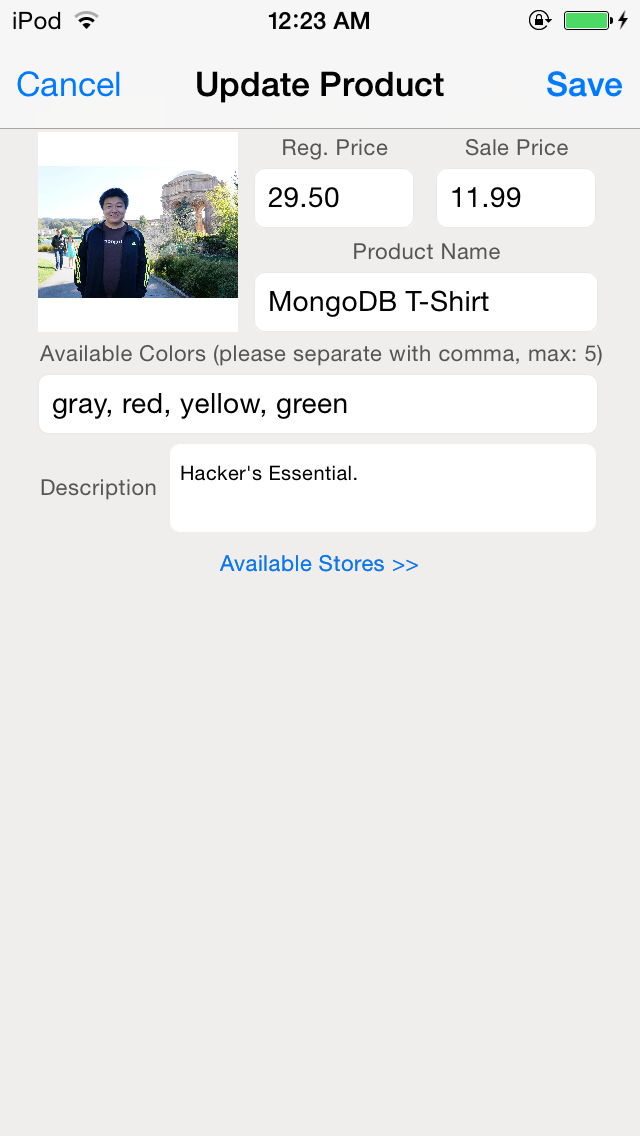 iPod 12:23 AM
Cancel Update Product Save
Reg. Price Sale Price
29.50 11.99
Product Name
MongoDB T-Shirt
Available Colors (please separate with comma, max: 5)
gray, red, yellow, green
Description
Hacker's Essential.
Available Stores >>